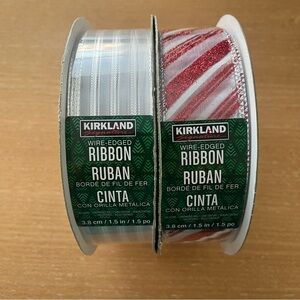 KIRKLAND
Signature
WIRE-EDGED
RIBBON
RUBAN
BORDE DE FIL DE FER
CINTA
CON ORILLA METÁLICA
3.8 cm / 1.5 in / 1.5 po
KIRKLAND
Signature
WIRE-EDGED
RIBBON
RUBAN
BORDE DE FIL DE FER
CINTA
CON ORILLA METÁLICA
3.8 cm / 1.5 in / 1.5 po